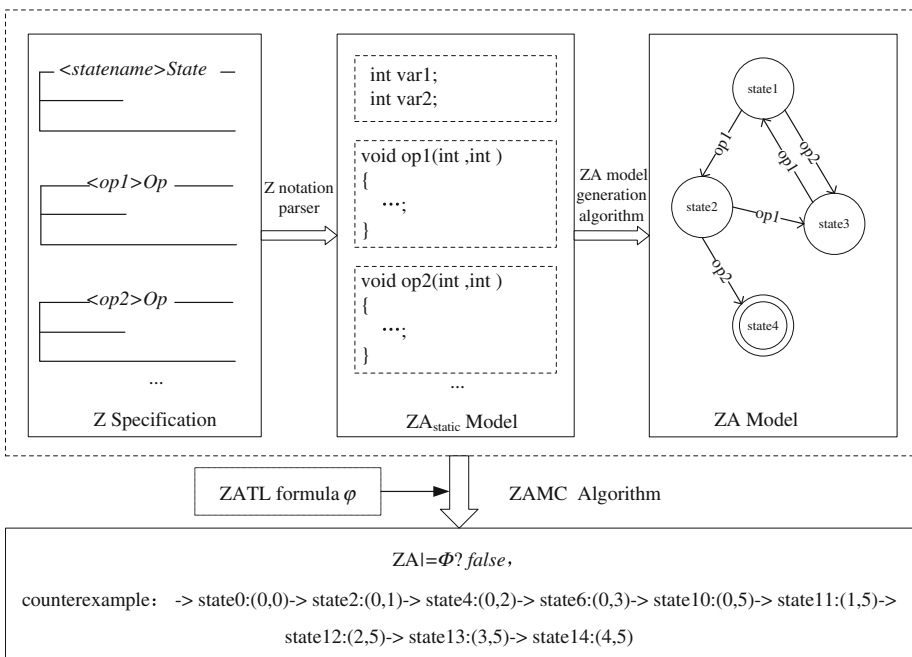 <statename>State
<op1>Op
<op2>Op
...
Z Specification
Z notation
parser
int var1;
int var2;
void op1(int ,int )
{
...;
}
void op2(int ,int )
{
...;
}
...
ZAstatic Model
ZA model
generation
algorithm
state1
op1
op2
op1
state2
op1
state3
op2
state4
ZA Model
ZATL formula φ
ZAMC Algorithm
ZA|=Φ? false,
counterexample: -> state0:(0,0)-> state2:(0,1)-> state4:(0,2)-> state6:(0,3)-> state10:(0,5)-> state11:(1,5)->
state12:(2,5)-> state13:(3,5)-> state14:(4,5)